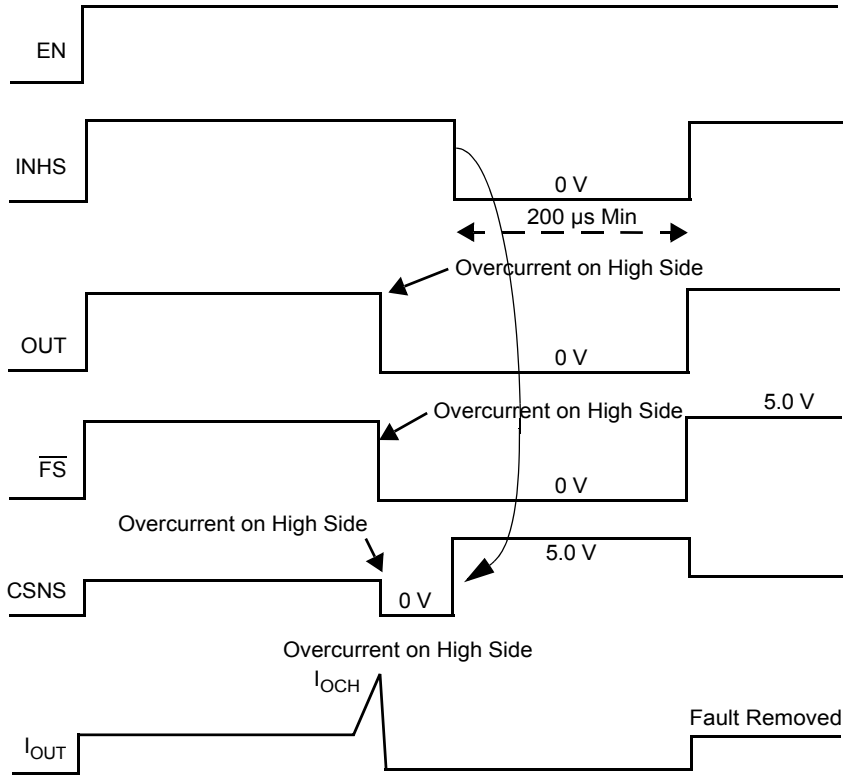 EN
INHS
0 V
200 µs Min
Overcurrent on High Side
OUT
0 V
Overcurrent on High Side
5.0 V
FS
0 V
Overcurrent on High Side
5.0 V
CSNS
0 V
Overcurrent on High Side
IOCH
Fault Removed
IOUT